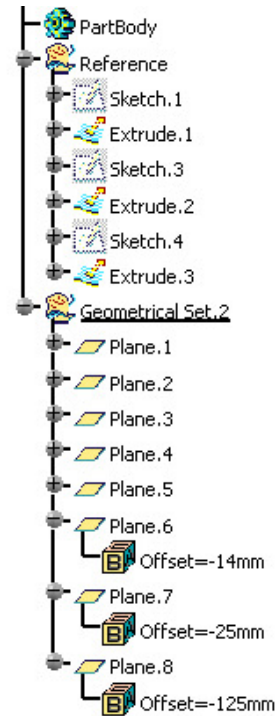 PartBody
Reference
Sketch.1
Extrude.1
Sketch.3
Extrude.2
Sketch.4
Extrude.3
Geometrical Set.2
Plane.1
Plane.2
Plane.3
Plane.4
Plane.5
Plane.6
B Offset=-14mm
Plane.7
B Offset=-25mm
Plane.8
B Offset=-125mm